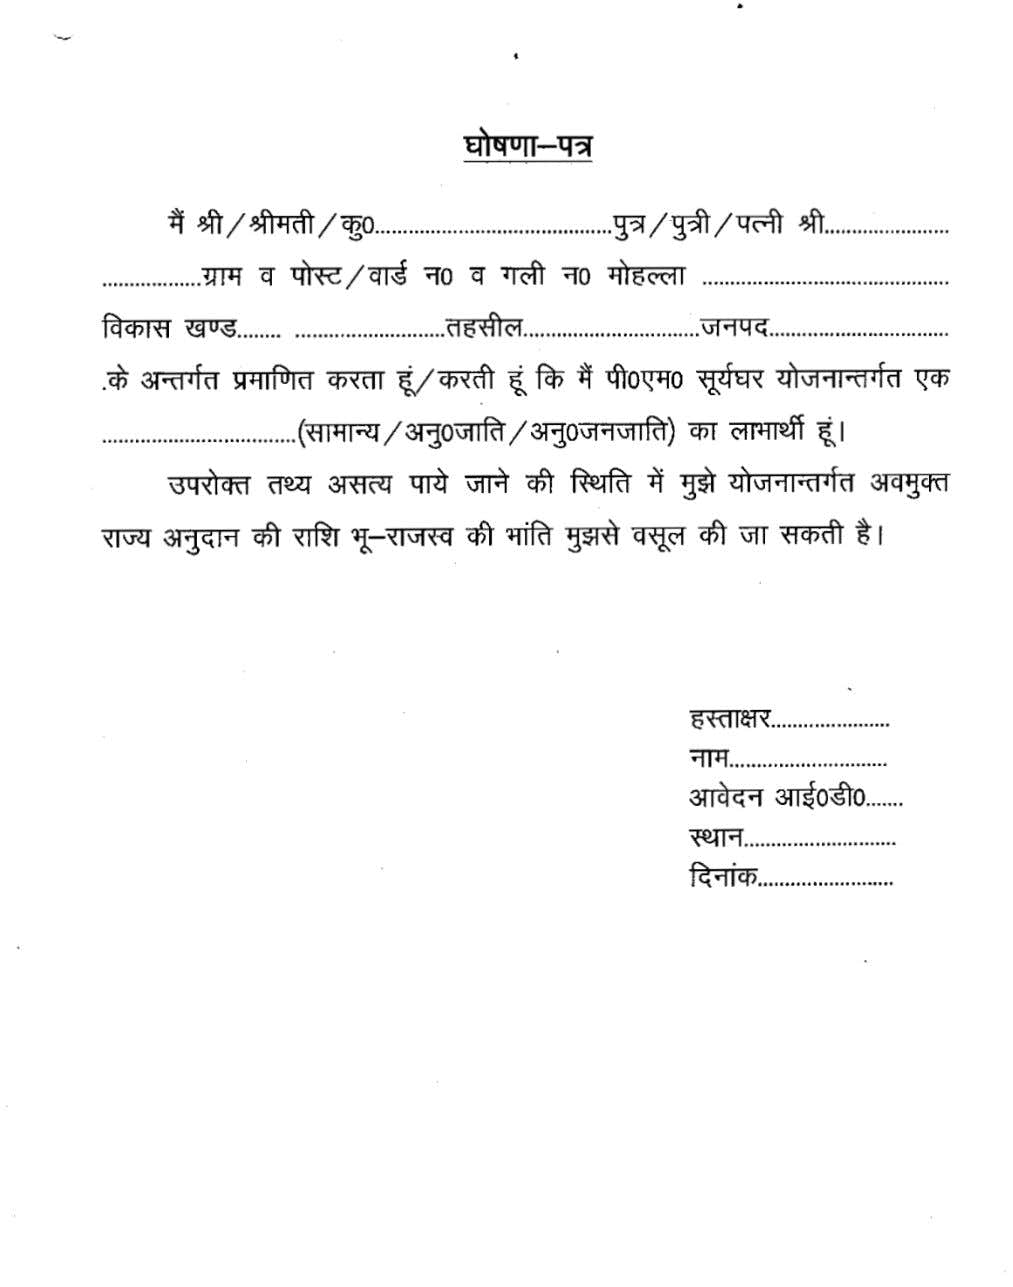 घोषणा–पत्र
मैं श्री/श्रीमती/कु0..........................................पुत्र/पुत्री/पत्नी श्री......................
..................ग्राम व पोस्ट/वार्ड न0 व गली न0 मोहल्ला ............................................
विकास खण्ड........ ...........................तहसील...............................जनपद................................
.के अन्तर्गत प्रमाणित करता हूं/करती हूं कि मैं पी0एम0 सूर्यघर योजनान्तर्गत एक
...................................(सामान्य/अनु0जाति/अनु0जनजाति) का लाभार्थी हूं।
उपरोक्त तथ्य असत्य पाये जाने की स्थिति में मुझे योजनान्तर्गत अवमुक्त
राज्य अनुदान की राशि भू–राजस्व की भांति मुझसे वसूल की जा सकती है।
हस्ताक्षर......................
नाम.............................
आवेदन आई0डी0.......
स्थान............................
दिनांक.........................